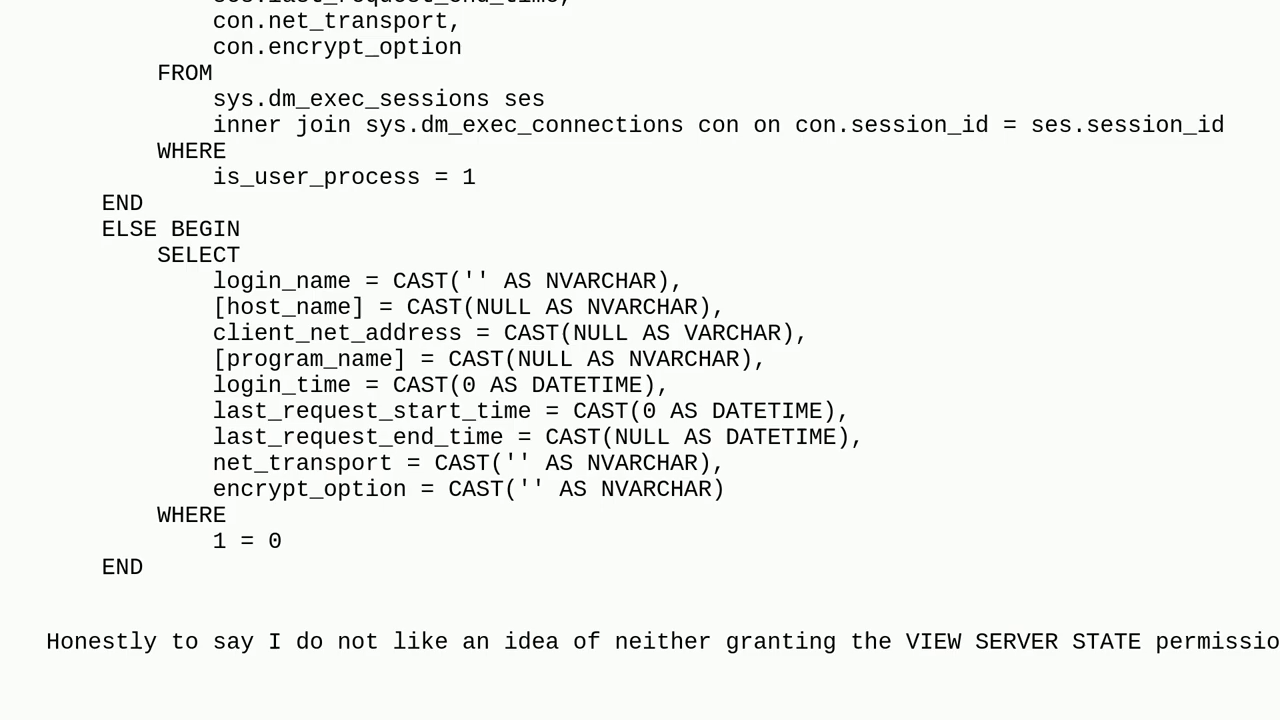 con.net_transport,
con.encrypt_option
FROM
sys.dm_exec_sessions ses
inner join sys.dm_exec_connections con on con.session_id = ses.session_id
WHERE
is_user_process = 1
END
ELSE BEGIN
SELECT
login_name = CAST('' AS NVARCHAR),
[host_name] = CAST(NULL AS NVARCHAR),
client_net_address = CAST(NULL AS VARCHAR),
[program_name] = CAST(NULL AS NVARCHAR),
login_time = CAST(0 AS DATETIME),
last_request_start_time = CAST(0 AS DATETIME),
last_request_end_time = CAST(NULL AS DATETIME),
net_transport = CAST('' AS NVARCHAR),
encrypt_option = CAST('' AS NVARCHAR)
WHERE
1 = 0
END
Honestly to say I do not like an idea of neither granting the VIEW SERVER STATE permissio